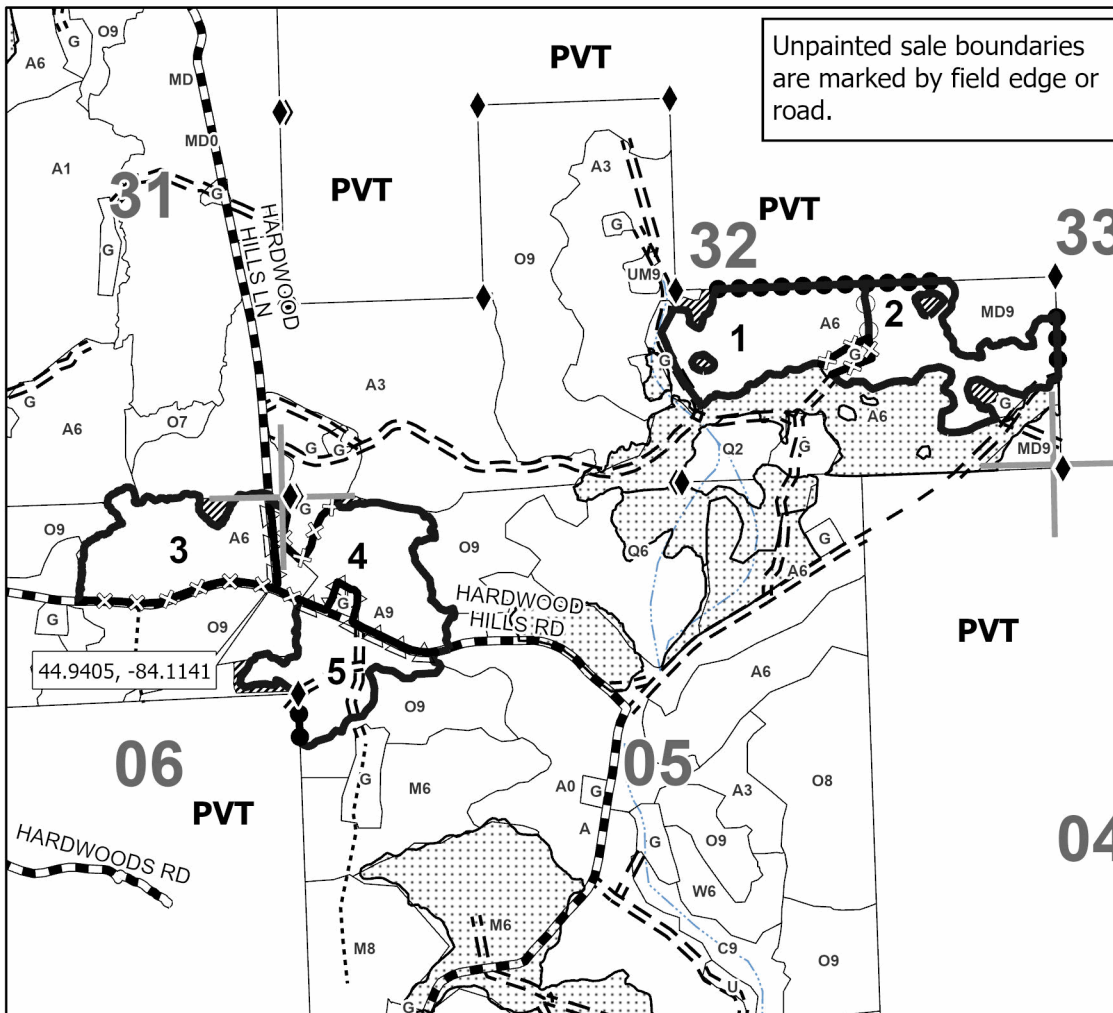 Unpainted sale boundaries
are marked by field edge or
road.
PVT
G
O9
A6
MD
MD0
A1
31
G
G
PVT
HARDWOOD
HILLS LN
A3
G
O9
UM9
PVT
32
33
1
A6
2
MD9
G
G
G
A6
O7
A3
G
G
A6
G
MD9
Q2
G
O9
3
A6
G
4
O9
Q6
G
A6
G
O9
G
A9
HARDWOOD
HILLS RD
PVT
44.9405, -84.1141
5
O9
A6
06
G
M6
A0
G
05
A3
O8
PVT
A
G
O9
04
HARDWOODS RD
W6
M8
M6
C9
O9
U
G